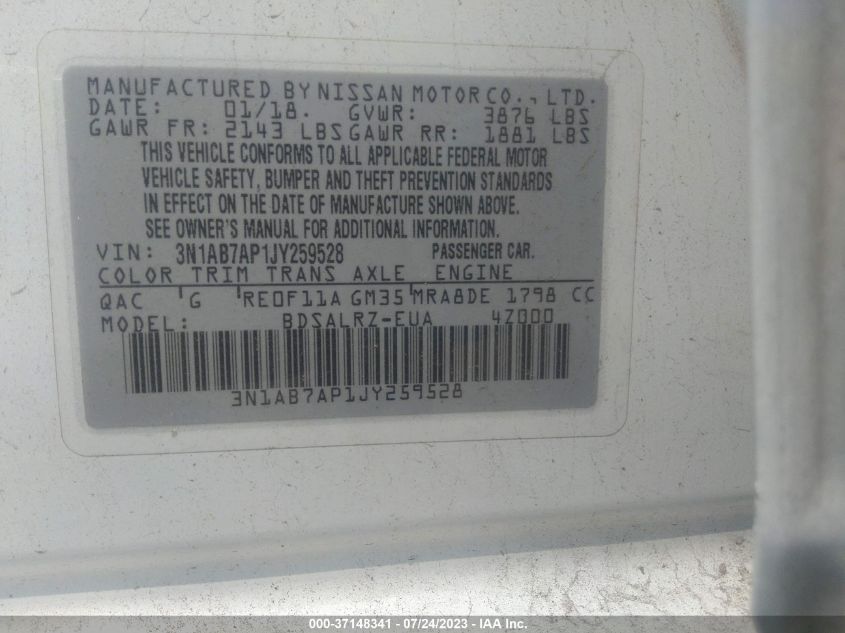 MANUFACTURED BY NISSAN MOTOR CO., LTD.
DATE: 01/18. GVWR: 3876 LBS
GAWR FR: 2143 LBS GAWR RR: 1881 LBS
THIS VEHICLE CONFORMS TO ALL APPLICABLE FEDERAL MOTOR
VEHICLE SAFETY, BUMPER AND THEFT PREVENTION STANDARDS
IN EFFECT ON THE DATE OF MANUFACTURE SHOWN ABOVE.
SEE OWNER'S MANUAL FOR ADDITIONAL INFORMATION.
VIN: 3N1AB7AP1JY259528 PASSENGER CAR.
COLOR TRIM TRANS AXLE ENGINE
QAC G RE0F11A GM35 MRA8DE 1798 CC
MODEL: BDSALRZ-EUA 4Z000
3N1AB7AP1JY259528
000-37148341 - 07/24/2023 - IAA Inc.